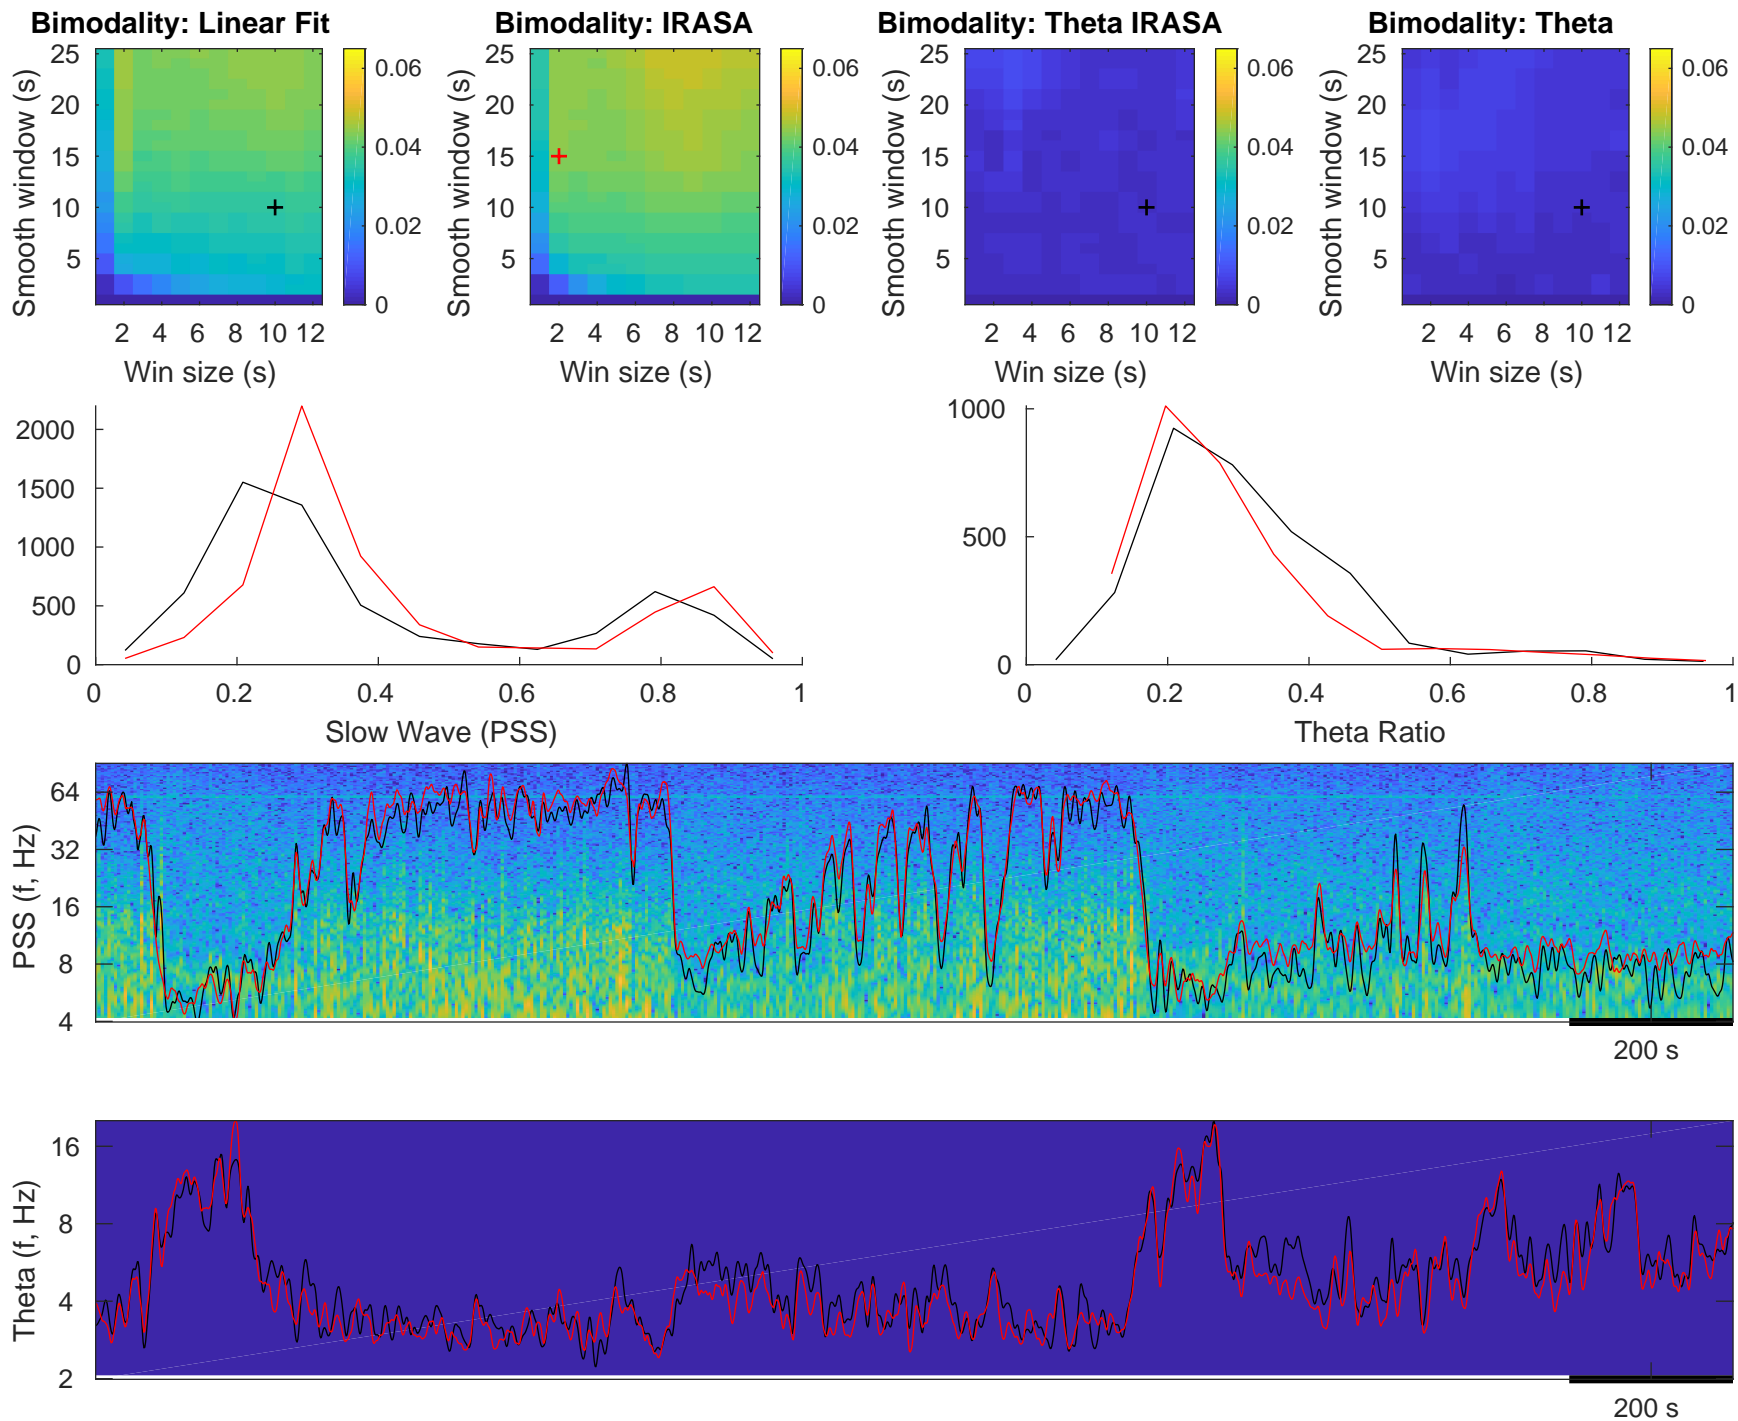 Bimodality: Linear Fit
Bimodality: IRASA
Bimodality: Theta IRASA
Bimodality: Theta
Smooth window (s)
25
20
15
10
5
2 4 6 8 10 12
Win size (s)
0.06
0.04
0.02
0
Smooth window (s)
25
20
15
10
5
2 4 6 8 10 12
Win size (s)
0.06
0.04
0.02
0
Smooth window (s)
25
20
15
10
5
2 4 6 8 10 12
Win size (s)
0.06
0.04
0.02
0
Smooth window (s)
25
20
15
10
5
2 4 6 8 10 12
Win size (s)
0.06
0.04
0.02
0
2000
1500
1000
500
0
0 0.2 0.4 0.6 0.8 1
Slow Wave (PSS)
1000
500
0
0 0.2 0.4 0.6 0.8 1
Theta Ratio
PSS (f, Hz)
64
32
16
8
4
200 s
Theta (f, Hz)
16
8
4
2
200 s